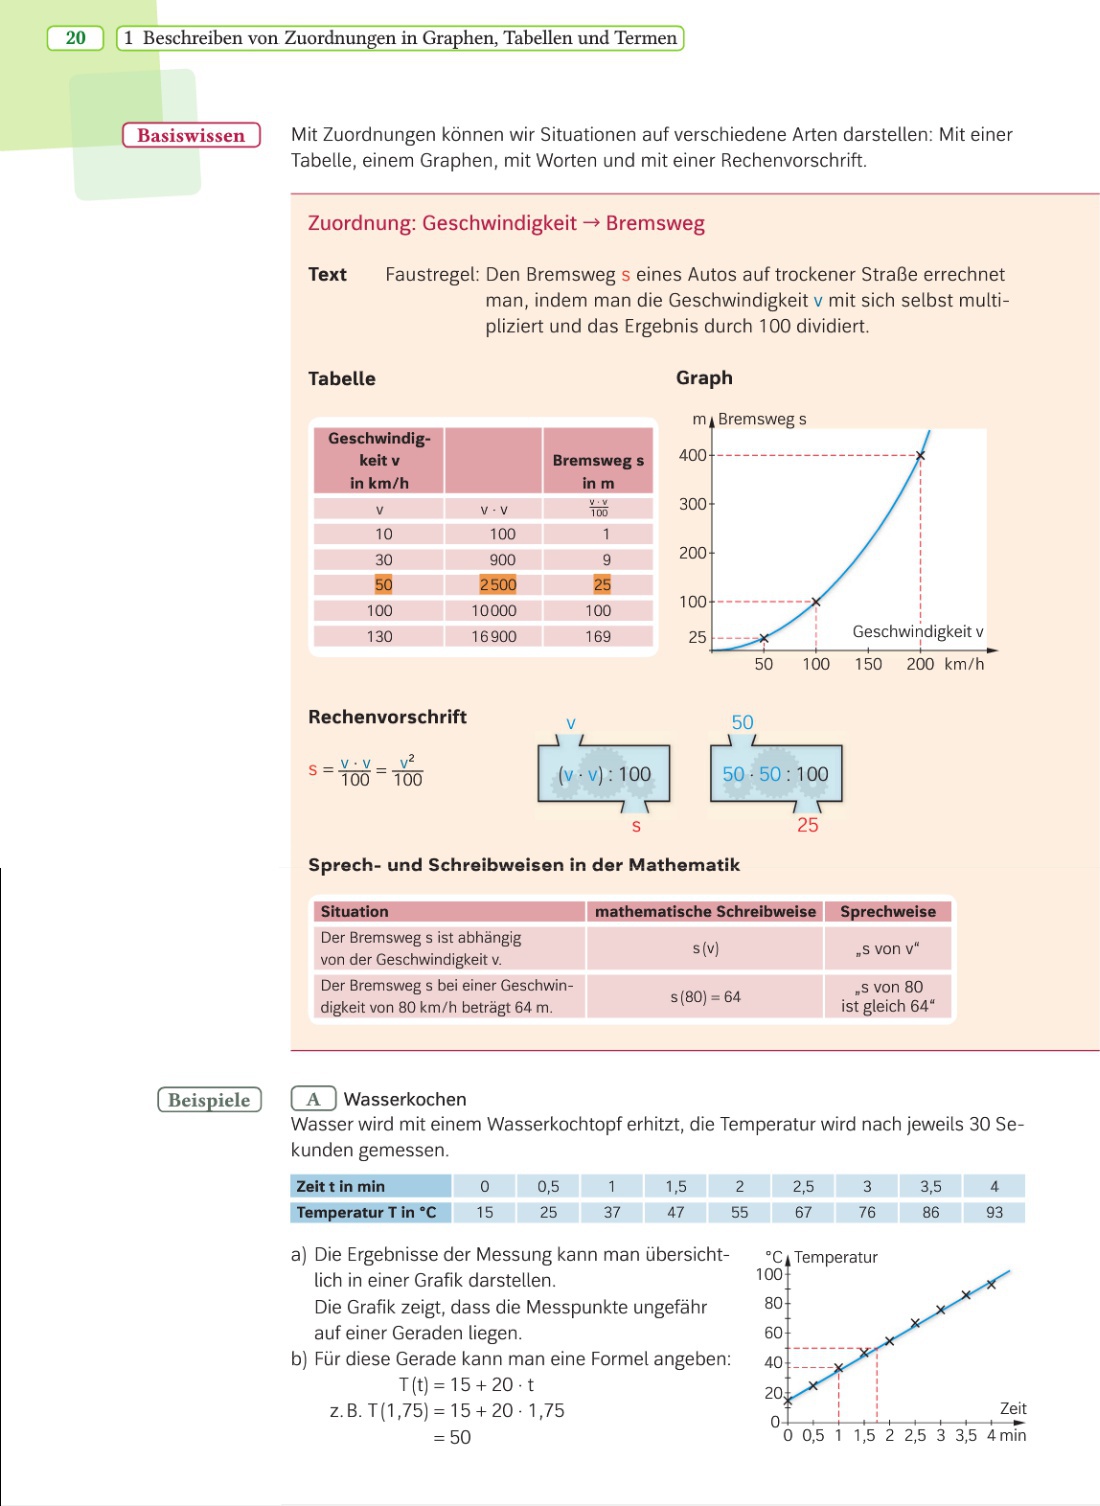 20
1 Beschreiben von Zuordnungen in Graphen, Tabellen und Termen
Basiswissen
Mit Zuordnungen können wir Situationen auf verschiedene Arten darstellen: Mit einer
Tabelle, einem Graphen, mit Worten und mit einer Rechenvorschrift.
Zuordnung: Geschwindigkeit → Bremsweg
Text Faustregel: Den Bremsweg s eines Autos auf trockener Straße errechnet
man, indem man die Geschwindigkeit v mit sich selbst multi-
pliziert und das Ergebnis durch 100 dividiert.
Tabelle
Geschwindig-
keit v
in km/h
Bremsweg s
in m
v v · v v · v / 100
10 100 1
30 900 9
50 2500 25
100 10000 100
130 16900 169
Graph
m Bremsweg s
400
300
200
100
25
Geschwindigkeit v
50 100 150 200 km/h
Rechenvorschrift
s = v · v / 100 = v² / 100
v
(v · v) : 100
s
50
50 · 50 : 100
25
Sprech- und Schreibweisen in der Mathematik
Situation mathematische Schreibweise Sprechweise
Der Bremsweg s ist abhängig
von der Geschwindigkeit v.
s(v)
„s von v“
Der Bremsweg s bei einer Geschwin-
digkeit von 80 km/h beträgt 64 m.
s(80) = 64
„s von 80
ist gleich 64“
Beispiele
A Wasserkochen
Wasser wird mit einem Wasserkochtopf erhitzt, die Temperatur wird nach jeweils 30 Se-
kunden gemessen.
Zeit t in min 0 0,5 1 1,5 2 2,5 3 3,5 4
Temperatur T in °C 15 25 37 47 55 67 76 86 93
a) Die Ergebnisse der Messung kann man übersicht-
lich in einer Grafik darstellen.
Die Grafik zeigt, dass die Messpunkte ungefähr
auf einer Geraden liegen.
b) Für diese Gerade kann man eine Formel angeben:
T(t) = 15 + 20 · t
z.B. T(1,75) = 15 + 20 · 1,75
= 50
°C Temperatur
100
80
60
40
20
0
Zeit
0 0,5 1 1,5 2 2,5 3 3,5 4 min